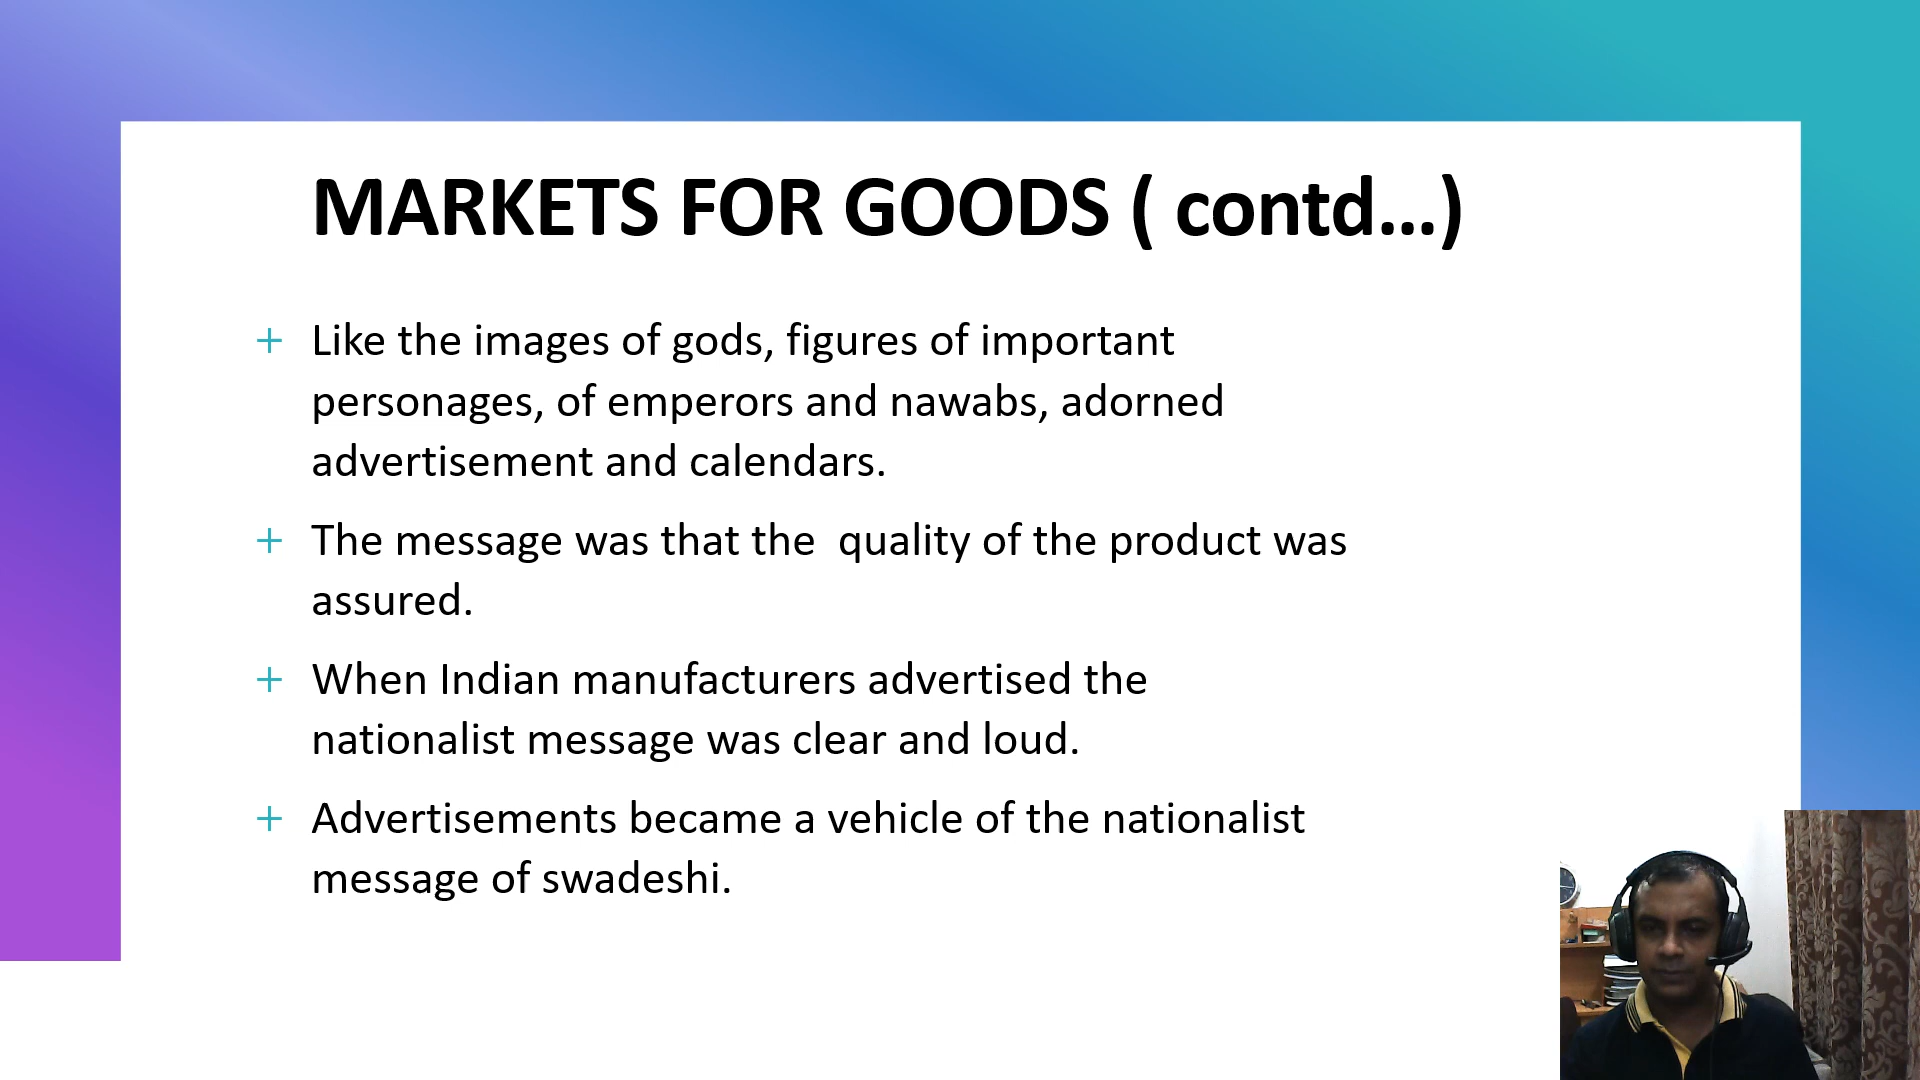 MARKETS FOR GOODS ( contd...)
+ Like the images of gods, figures of important
personages, of emperors and nawabs, adorned
advertisement and calendars.
+ The message was that the  quality of the product was
assured.
+ When Indian manufacturers advertised the
nationalist message was clear and loud.
+ Advertisements became a vehicle of the nationalist
message of swadeshi.